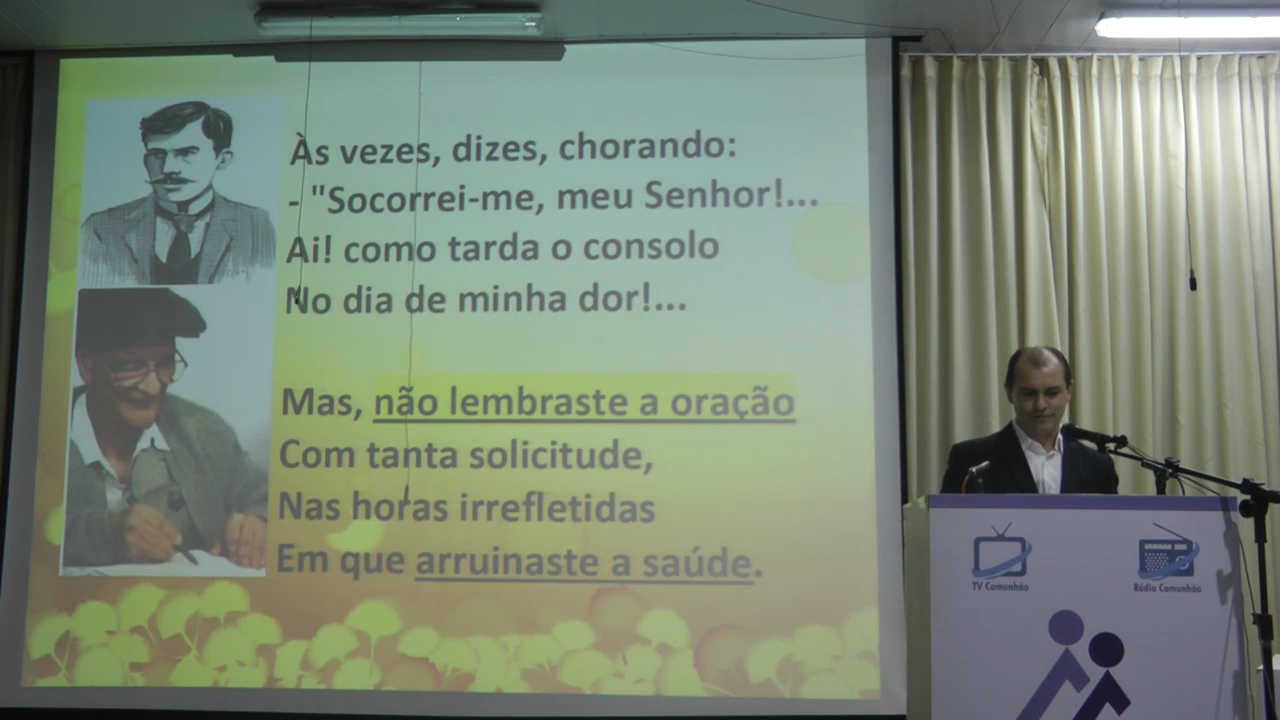 Às vezes, dizes, chorando:
- "Socorrei-me, meu Senhor!...
Ai! como tarda o consolo
No dia de minha dor!...
Mas, não lembraste a oração
Com tanta solicitude,
Nas horas irrefletidas
Em que arruinaste a saúde.
TV Comunhão
Rádio Comunhão